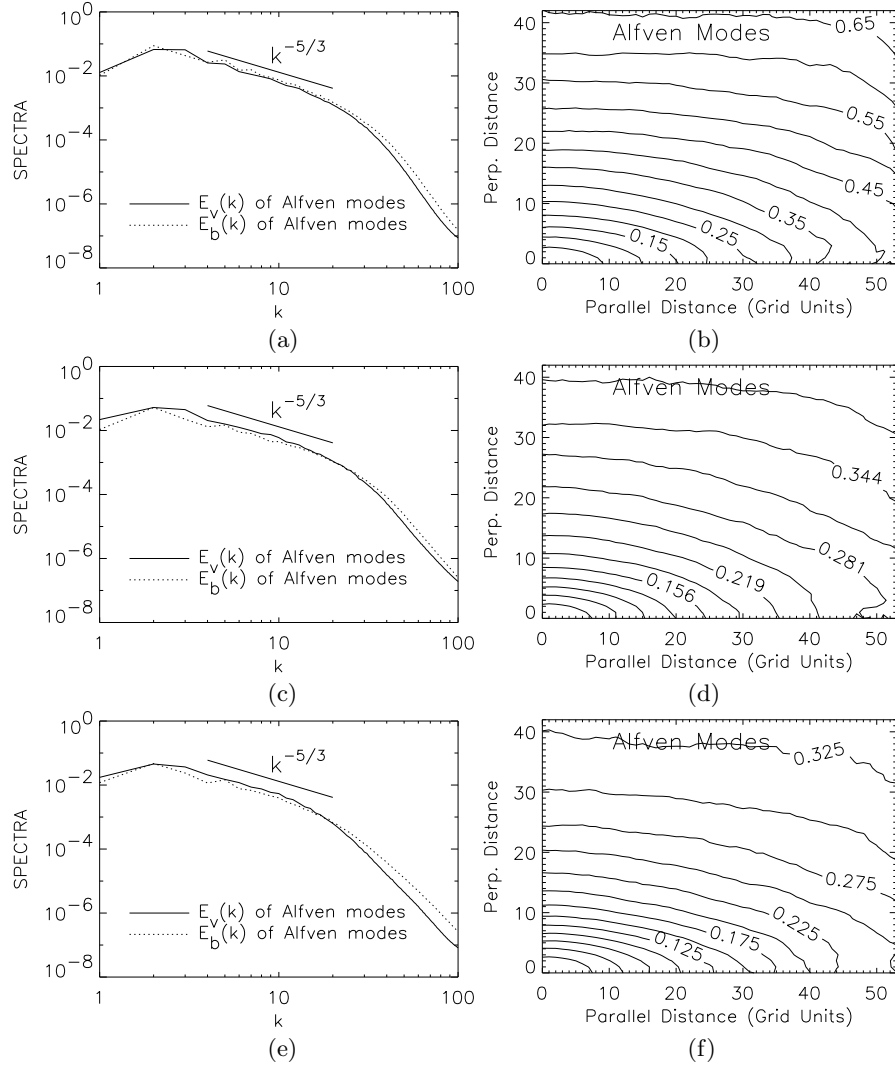 10^0
10^-2
10^-4
10^-6
10^-8
SPECTRA
k^-5/3
E_v(k) of Alfven modes
E_b(k) of Alfven modes
1 10 100
k
(a)
Alfven Modes
0.65
0.55
0.45
0.35
0.25
0.15
40
30
20
10
0
Perp. Distance
0 10 20 30 40 50
Parallel Distance (Grid Units)
(b)
10^0
10^-2
10^-4
10^-6
10^-8
SPECTRA
k^-5/3
E_v(k) of Alfven modes
E_b(k) of Alfven modes
1 10 100
k
(c)
Alfven Modes
0.344
0.281
0.219
0.156
40
30
20
10
0
Perp. Distance
0 10 20 30 40 50
Parallel Distance (Grid Units)
(d)
10^0
10^-2
10^-4
10^-6
10^-8
SPECTRA
k^-5/3
E_v(k) of Alfven modes
E_b(k) of Alfven modes
1 10 100
k
(e)
Alfven Modes
0.325
0.275
0.225
0.175
0.125
40
30
20
10
0
Perp. Distance
0 10 20 30 40 50
Parallel Distance (Grid Units)
(f)